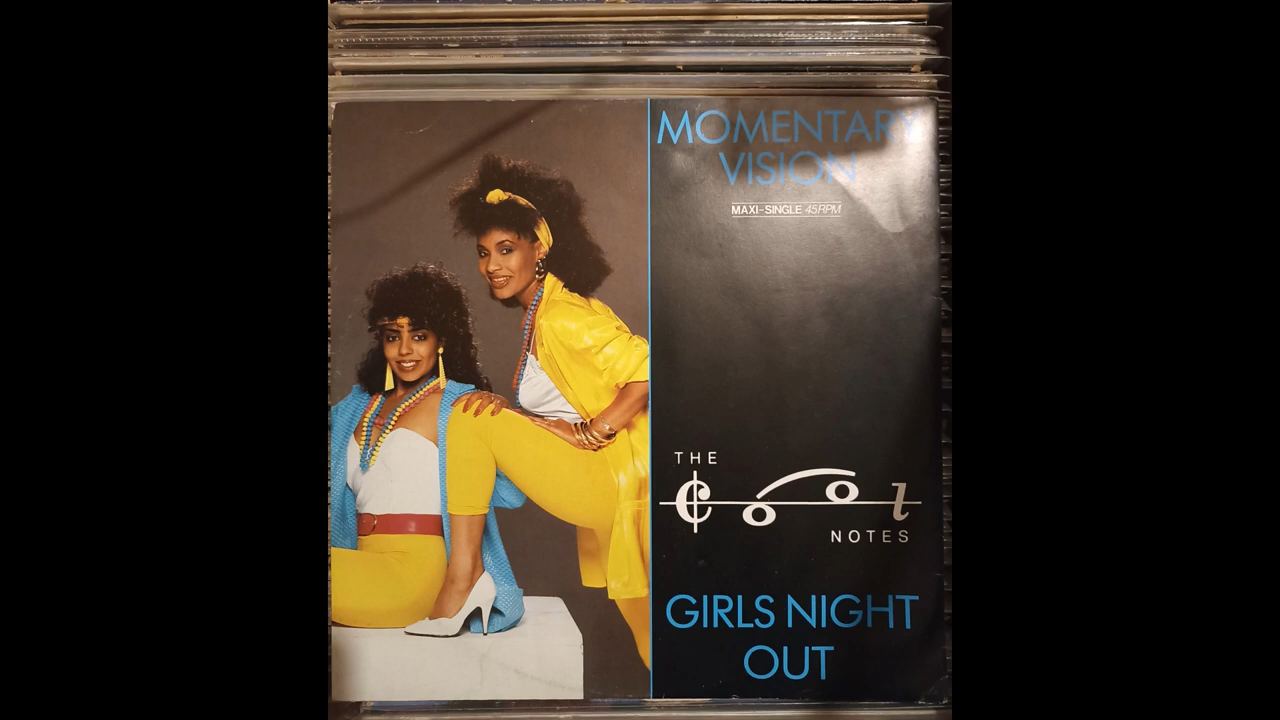 MOMENTARY
VISION
MAXI-SINGLE 45 RPM
THE
Cool
NOTES
GIRLS NIGHT
OUT